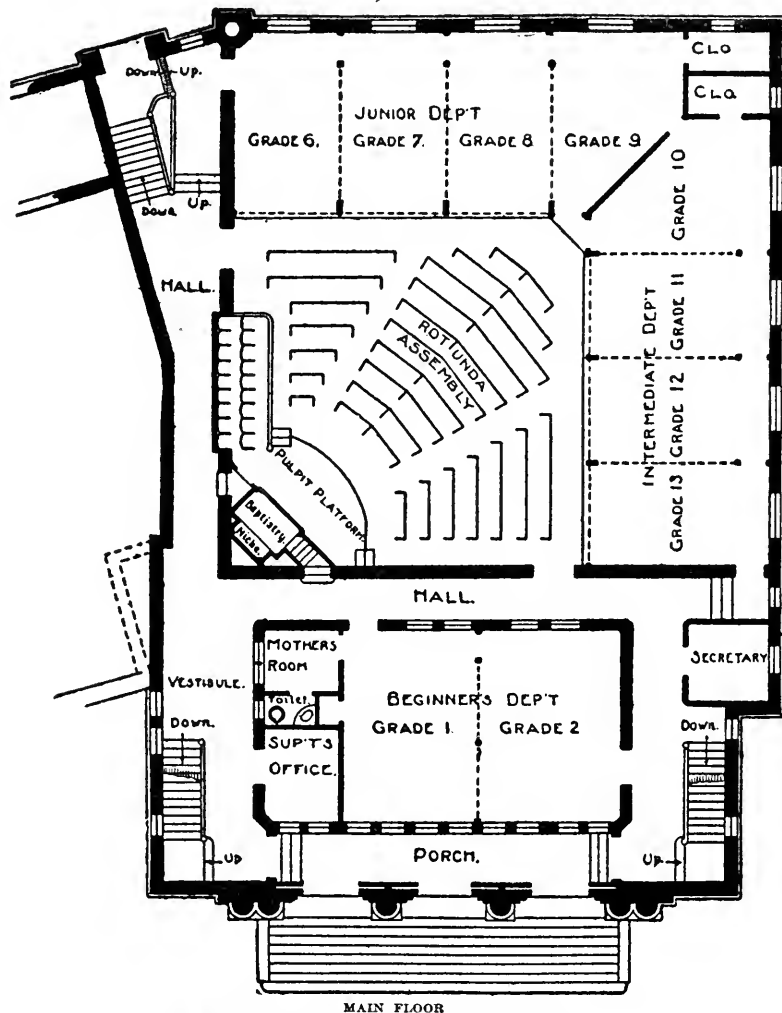 Down. Up.
CLO
CLO.
JUNIOR DEP'T
GRADE 6. GRADE 7. GRADE 8. GRADE 9.
GRADE 10
Down Up.
HALL.
INTERMEDIATE DEP'T
GRADE 11
GRADE 12
GRADE 13
ROTTUNDA
ASSEMBLY
PULPIT PLATFORM.
Baptistry.
Niche.
HALL.
MOTHERS
ROOM
SECRETARY
VESTIBULE.
Toilet.
BEGINNER'S DEP'T
GRADE 1. GRADE 2
Down.
Down.
SUP'TS
OFFICE.
Up
PORCH.
Up.
MAIN FLOOR